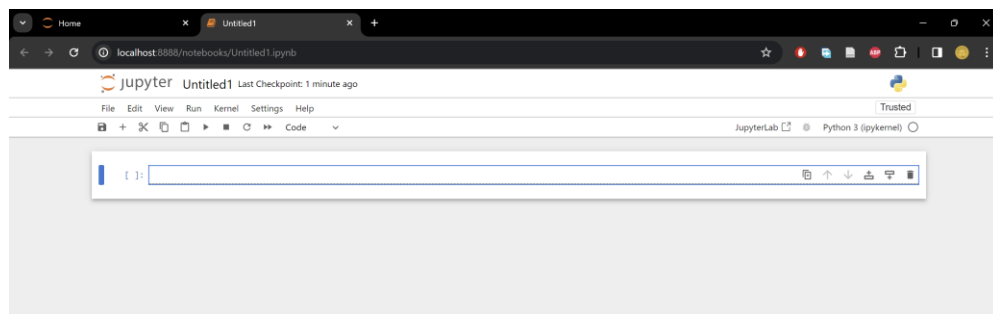 Home Untitled1
localhost:8888/notebooks/Untitled1.ipynb ABP
jupyter Untitled1 Last Checkpoint: 1 minute ago
File Edit View Run Kernel Settings Help Trusted
Code JupyterLab Python 3 (ipykernel)
[ ]: